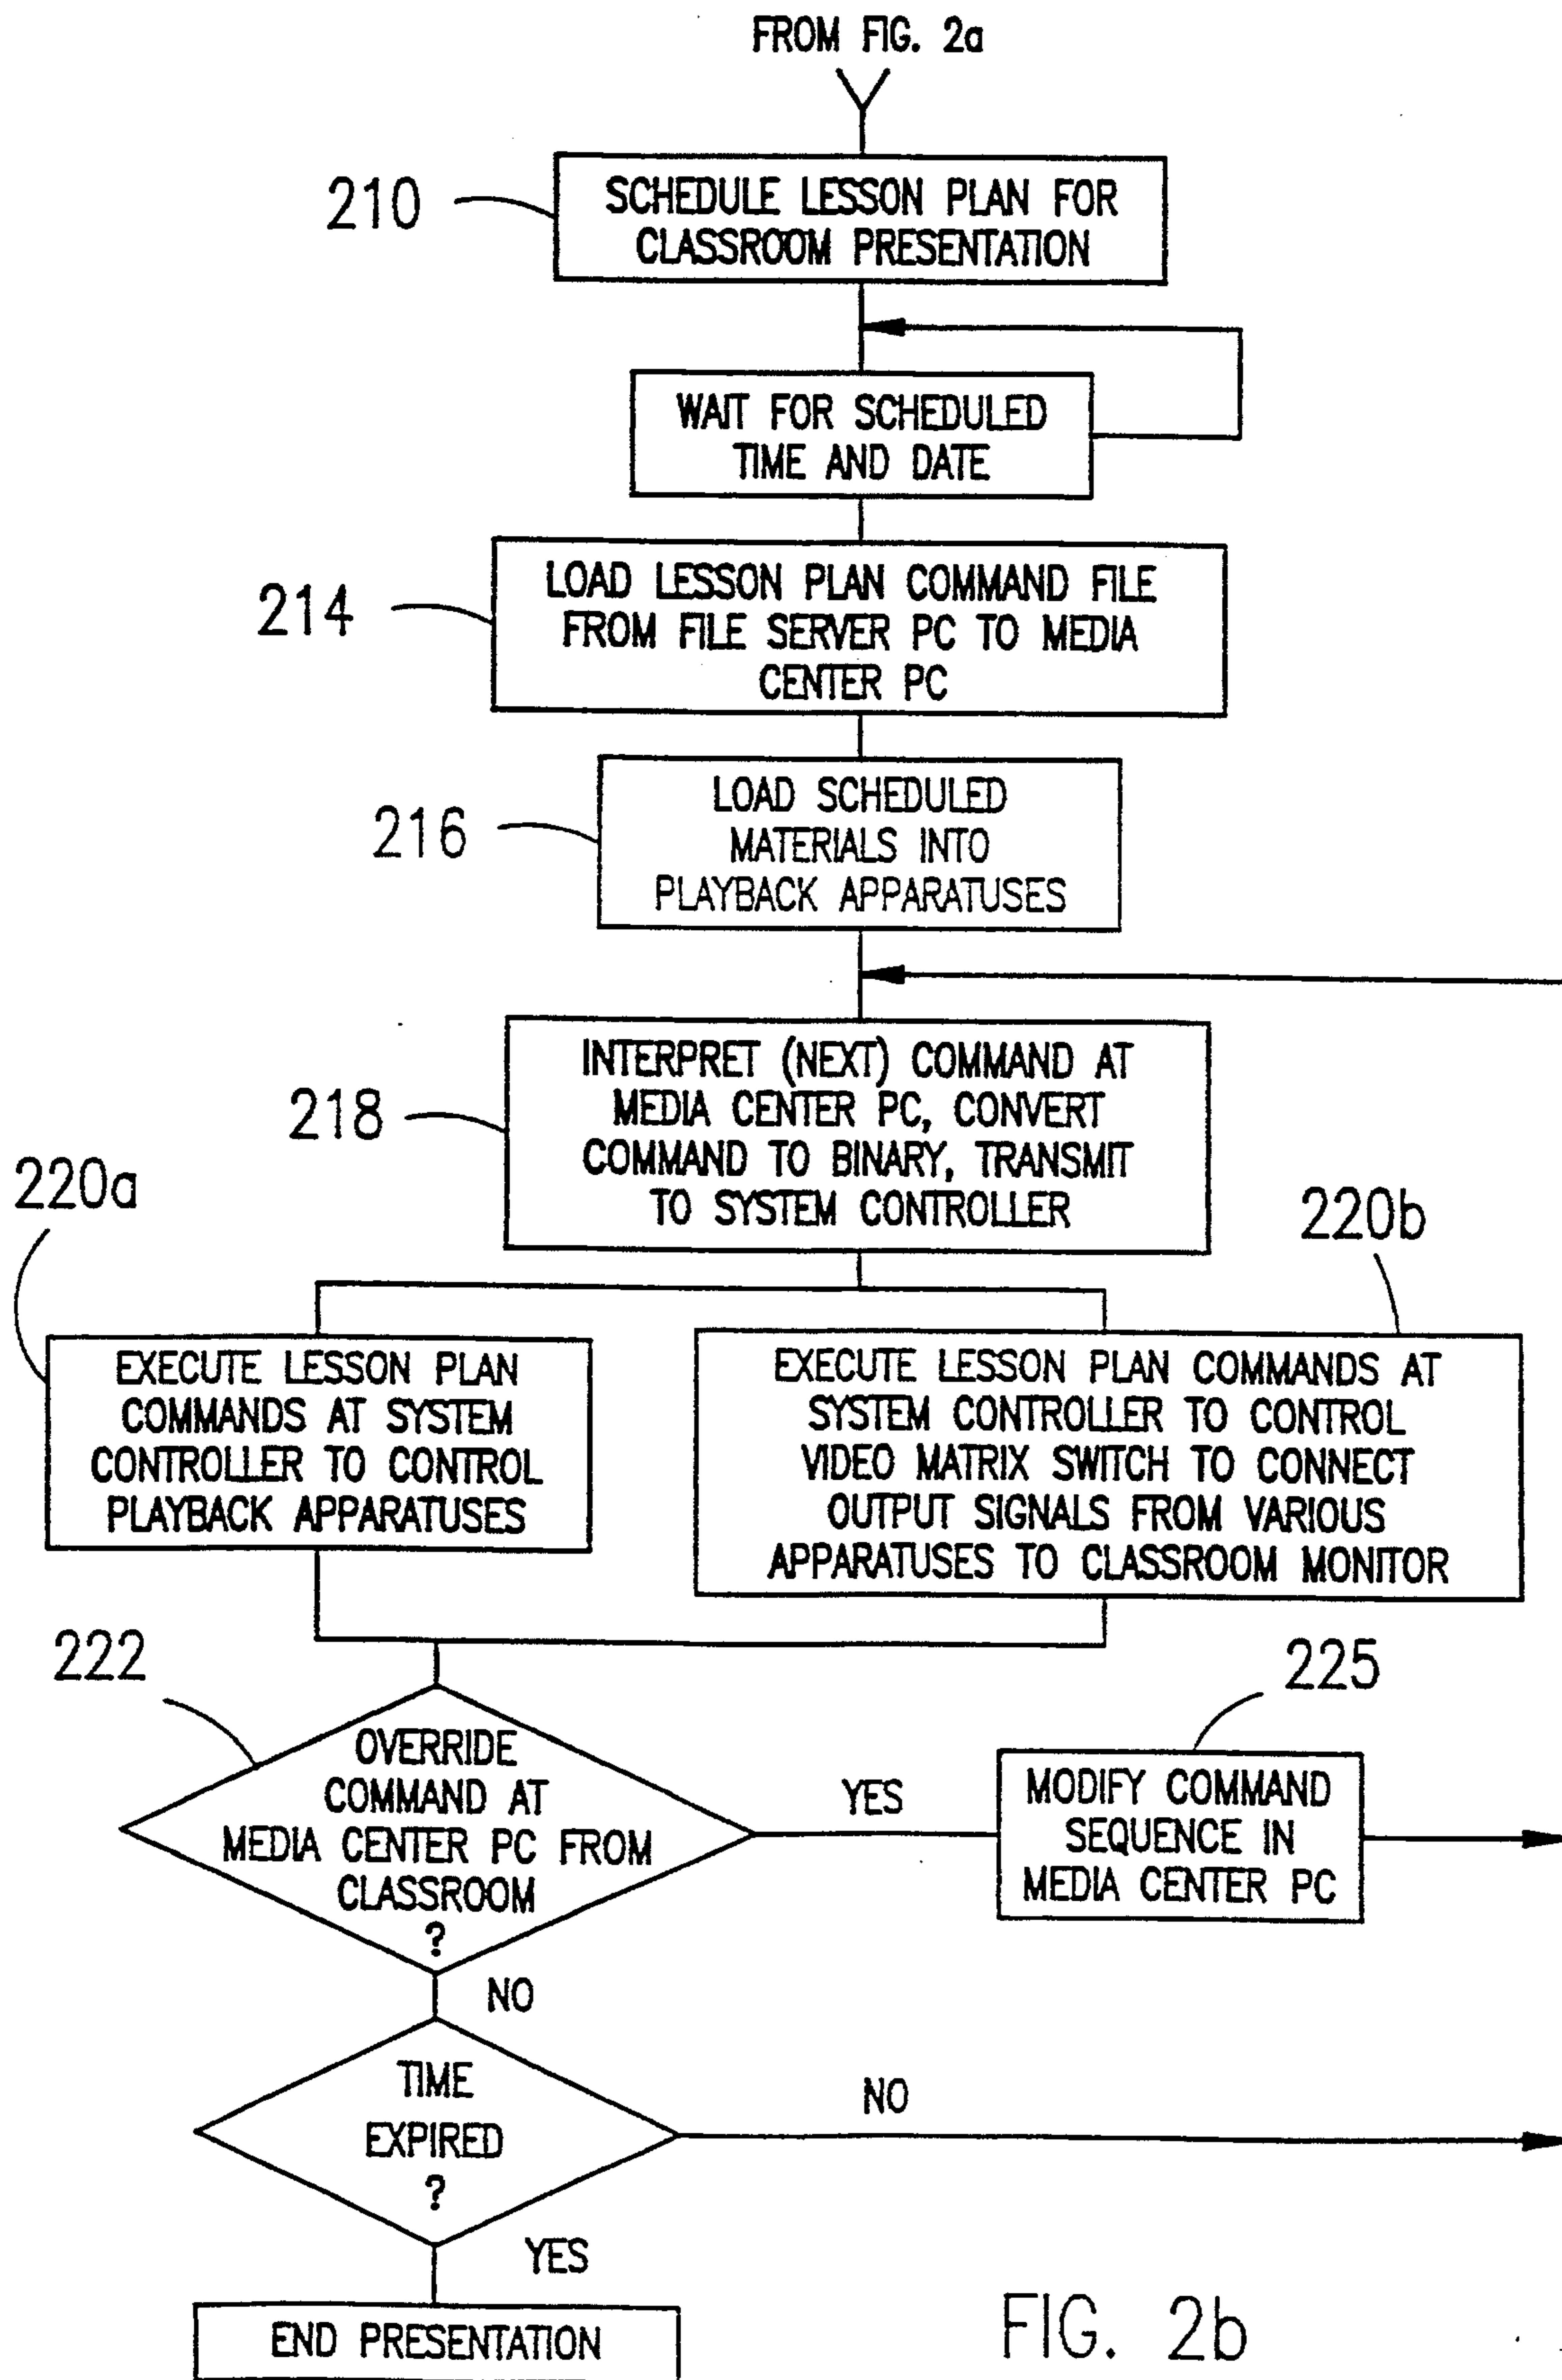 FROM FIG. 2a
210
SCHEDULE LESSON PLAN FOR
CLASSROOM PRESENTATION
WAIT FOR SCHEDULED
TIME AND DATE
214
LOAD LESSON PLAN COMMAND FILE
FROM FILE SERVER PC TO MEDIA
CENTER PC
216
LOAD SCHEDULED
MATERIALS INTO
PLAYBACK APPARATUSES
218
INTERPRET (NEXT) COMMAND AT
MEDIA CENTER PC, CONVERT
COMMAND TO BINARY, TRANSMIT
TO SYSTEM CONTROLLER
220a
EXECUTE LESSON PLAN
COMMANDS AT SYSTEM
CONTROLLER TO CONTROL
PLAYBACK APPARATUSES
220b
EXECUTE LESSON PLAN COMMANDS AT
SYSTEM CONTROLLER TO CONTROL
VIDEO MATRIX SWITCH TO CONNECT
OUTPUT SIGNALS FROM VARIOUS
APPARATUSES TO CLASSROOM MONITOR
222
OVERRIDE
COMMAND AT
MEDIA CENTER PC FROM
CLASSROOM
?
YES
225
MODIFY COMMAND
SEQUENCE IN
MEDIA CENTER PC
NO
TIME
EXPIRED
?
NO
YES
END PRESENTATION
FIG. 2b